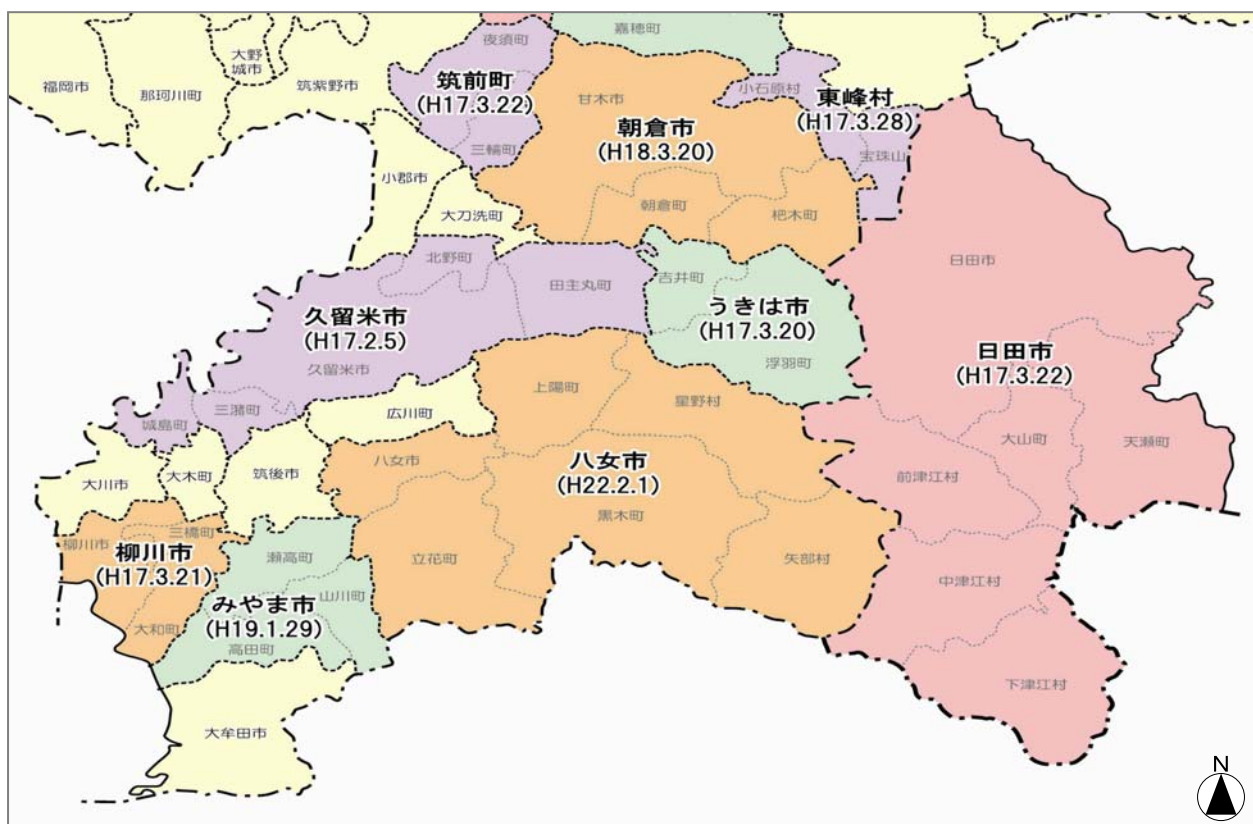 嘉穂町
夜須町
大野
城市
福岡市
那珂川町
筑紫野市
筑前町
(H17.3.22)
甘木市
小石原村
東峰村
(H17.3.28)
朝倉市
(H18.3.20)
三輪町
宝珠山
小郡市
大刀洗町
朝倉町
杷木町
北野町
日田市
田主丸町
吉井町
久留米市
(H17.2.5)
うきは市
(H17.3.20)
久留米市
浮羽町
日田市
(H17.3.22)
上陽町
星野村
三潴町
城島町
広川町
大山町
天瀬町
八女市
八女市
(H22.2.1)
大川市
大木町
筑後市
前津江村
黒木町
柳川市
三橋町
柳川市
(H17.3.21)
瀬高町
立花町
矢部村
中津江村
山川町
みやま市
(H19.1.29)
大和町
高田町
下津江村
大牟田市
N